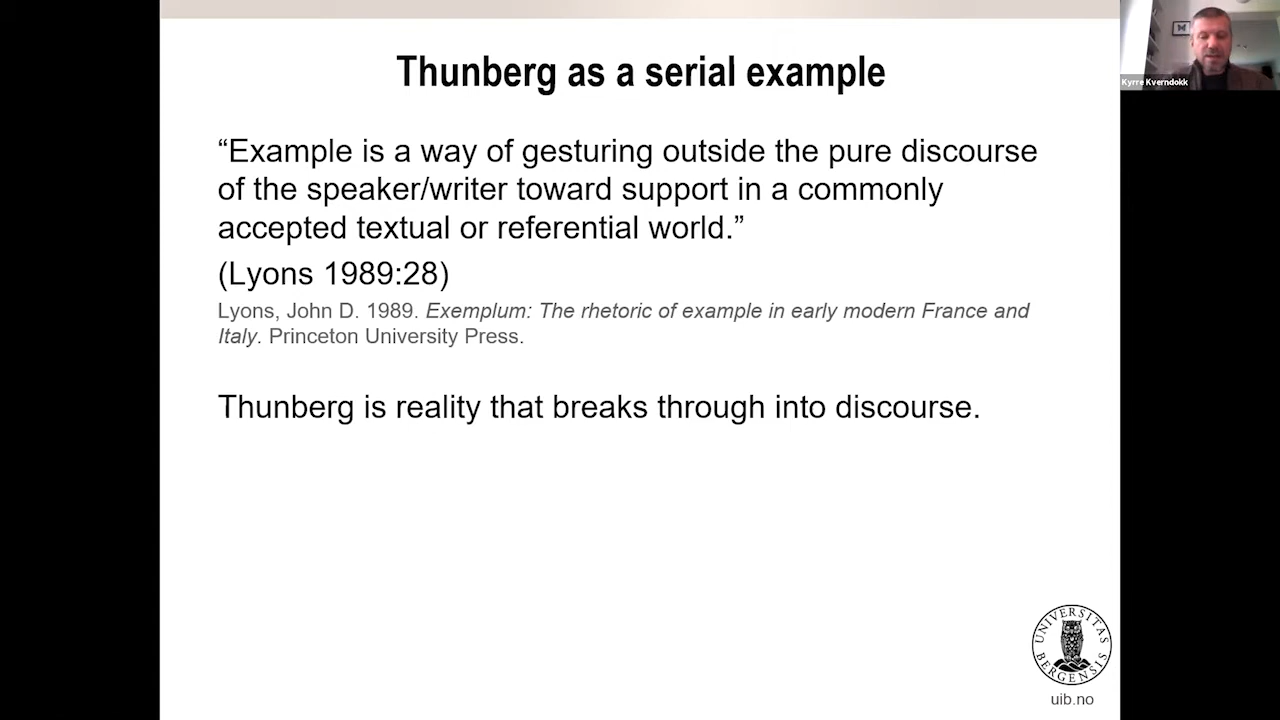 Thunberg as a serial example
Kyrre Kverndokk
“Example is a way of gesturing outside the pure discourse
of the speaker/writer toward support in a commonly
accepted textual or referential world.”
(Lyons 1989:28)
Lyons, John D. 1989. Exemplum: The rhetoric of example in early modern France and
Italy. Princeton University Press.
Thunberg is reality that breaks through into discourse.
UNIVERSITAS
BERGENSIS
uib.no